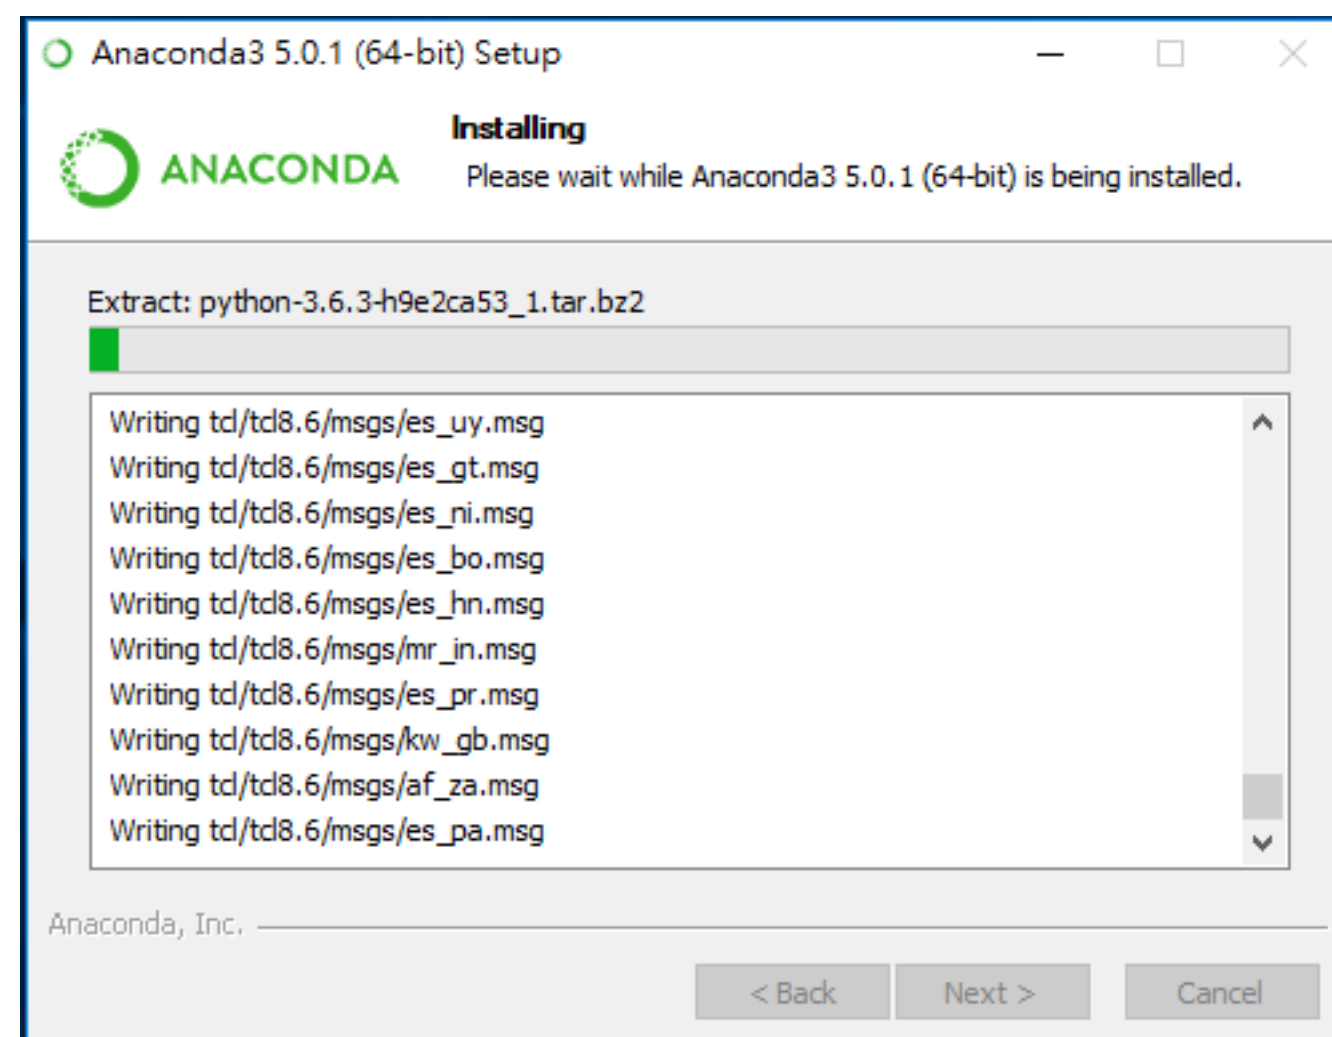 Anaconda3 5.0.1 (64-bit) Setup
ANACONDA
Installing
Please wait while Anaconda3 5.0.1 (64-bit) is being installed.
Extract: python-3.6.3-h9e2ca53_1.tar.bz2
Writing tcl/tcl8.6/msgs/es_uy.msg
Writing tcl/tcl8.6/msgs/es_gt.msg
Writing tcl/tcl8.6/msgs/es_ni.msg
Writing tcl/tcl8.6/msgs/es_bo.msg
Writing tcl/tcl8.6/msgs/es_hn.msg
Writing tcl/tcl8.6/msgs/mr_in.msg
Writing tcl/tcl8.6/msgs/es_pr.msg
Writing tcl/tcl8.6/msgs/kw_gb.msg
Writing tcl/tcl8.6/msgs/af_za.msg
Writing tcl/tcl8.6/msgs/es_pa.msg
Anaconda, Inc.
< Back Next > Cancel